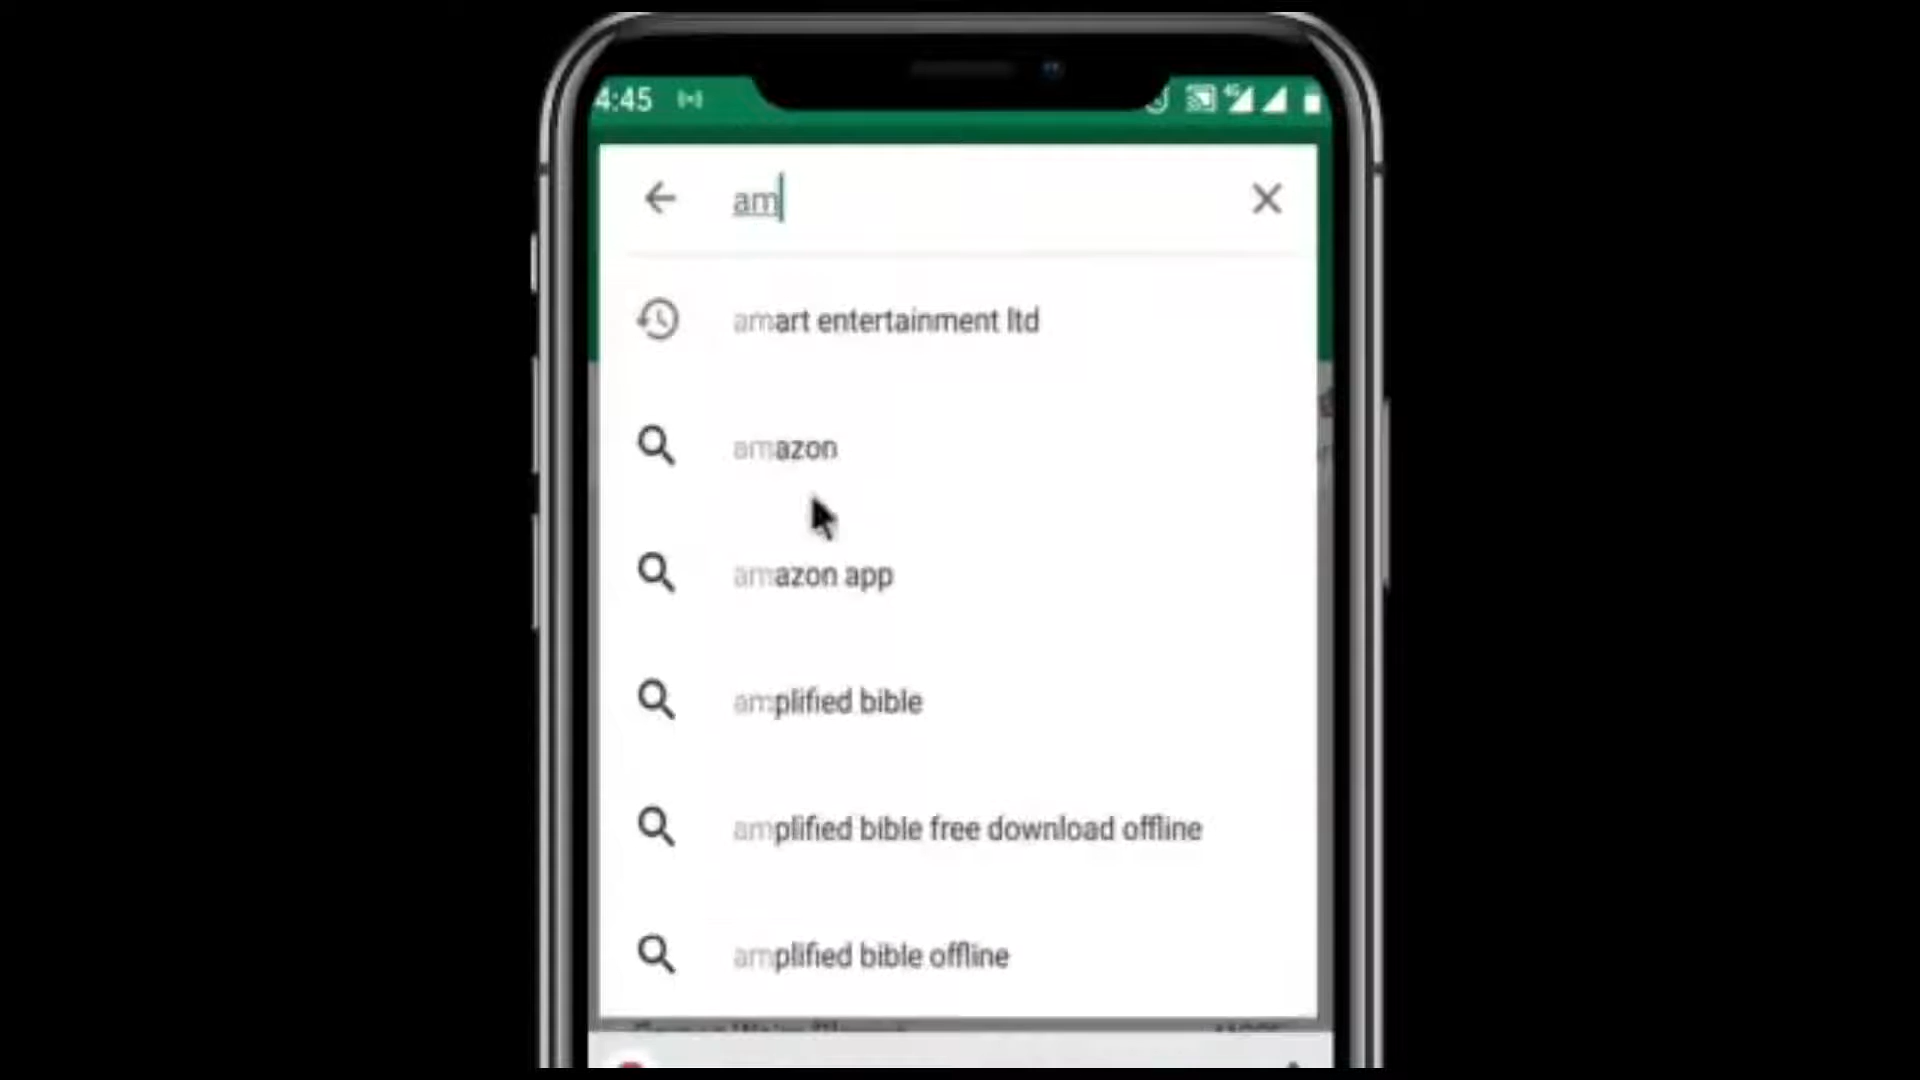 4:45
4G
am
amart entertainment ltd
amazon
amazon app
amplified bible
amplified bible free download offline
amplified bible offline